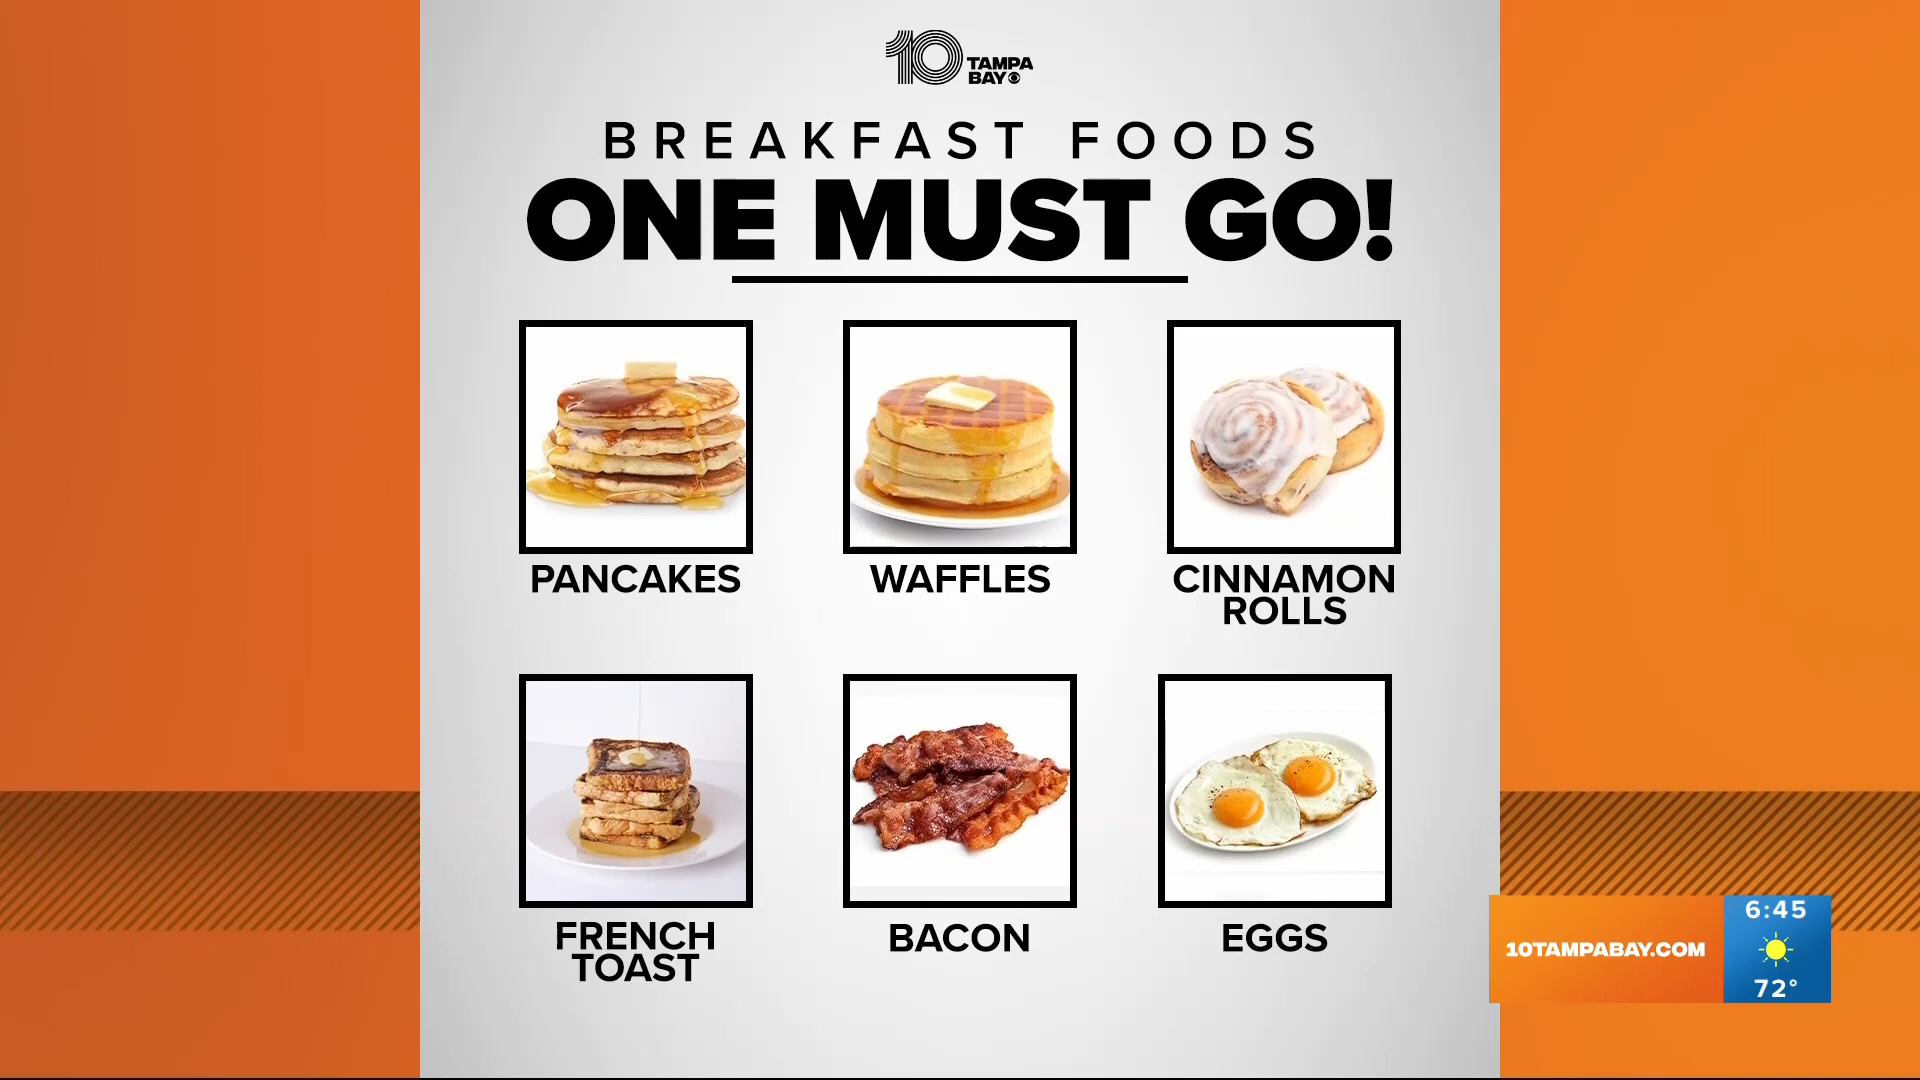 10 TAMPA
BAY
BREAKFAST FOODS
ONE MUST GO!
PANCAKES
WAFFLES
CINNAMON
ROLLS
FRENCH
TOAST
BACON
EGGS
10TAMPABAY.COM
6:45
72°